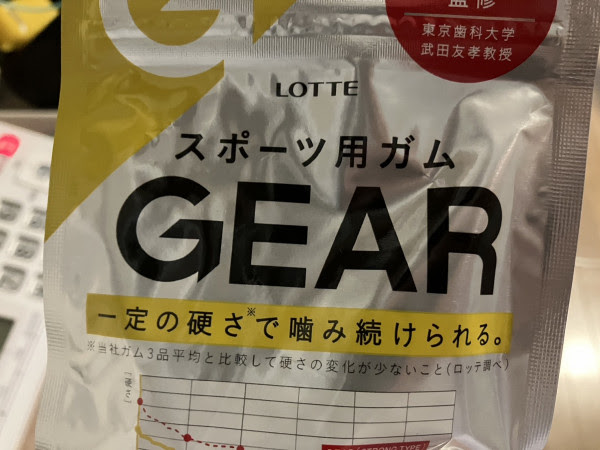 監修
東京歯科大学
武田友孝教授
LOTTE
スポーツ用ガム
GEAR
一定の硬さ※で噛み続けられる。
※当社ガム3品平均と比較して硬さの変化が少ないこと(ロッテ調べ)
(硬さ)